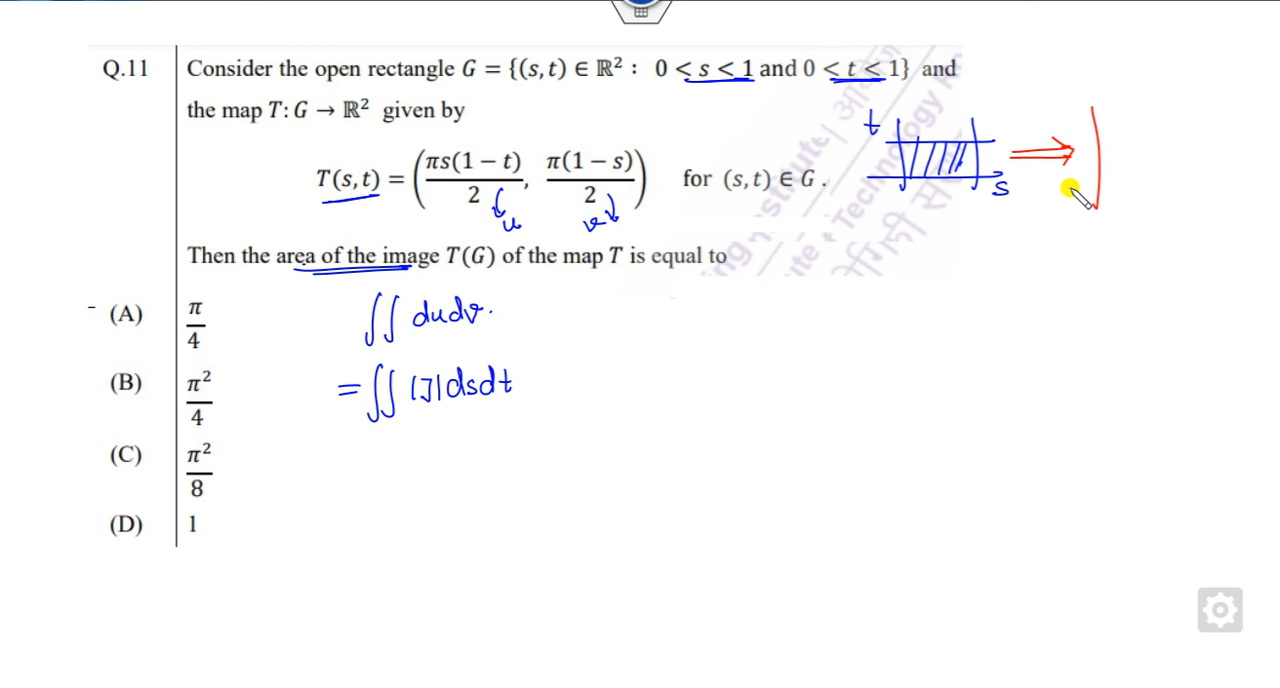 Q.11 Consider the open rectangle G = {(s, t) ∈ ℝ² : 0 < s < 1 and 0 < t < 1} and
the map T: G → ℝ² given by
T(s, t) = (πs(1 − t)/2, π(1 − s)/2) for (s, t) ∈ G .
u v
t
s
Then the area of the image T(G) of the map T is equal to
- (A) π/4
∬ dudv.
(B) π²/4
= ∬ |J| dsdt
(C) π²/8
(D) 1